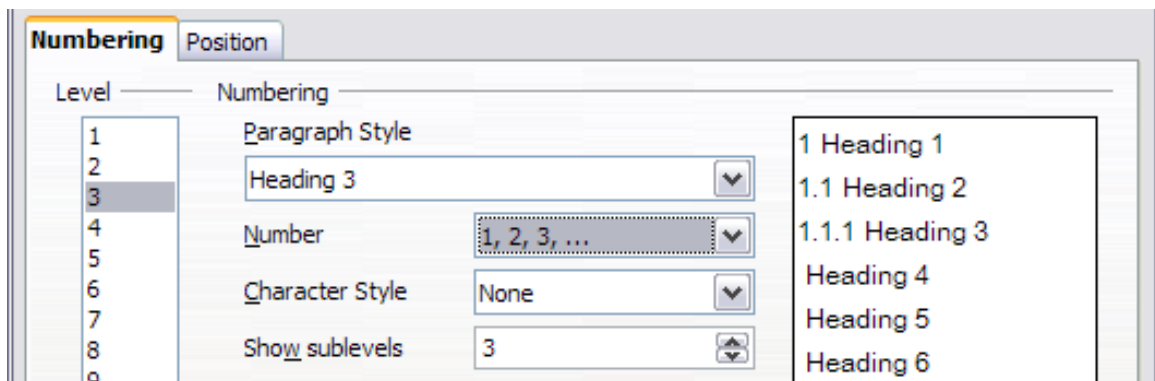 Numbering Position
Level Numbering
1
2
3
4
5
6
7
8
9
Paragraph Style
Heading 3
Number 1, 2, 3, ...
Character Style None
Show sublevels 3
1 Heading 1
1.1 Heading 2
1.1.1 Heading 3
Heading 4
Heading 5
Heading 6